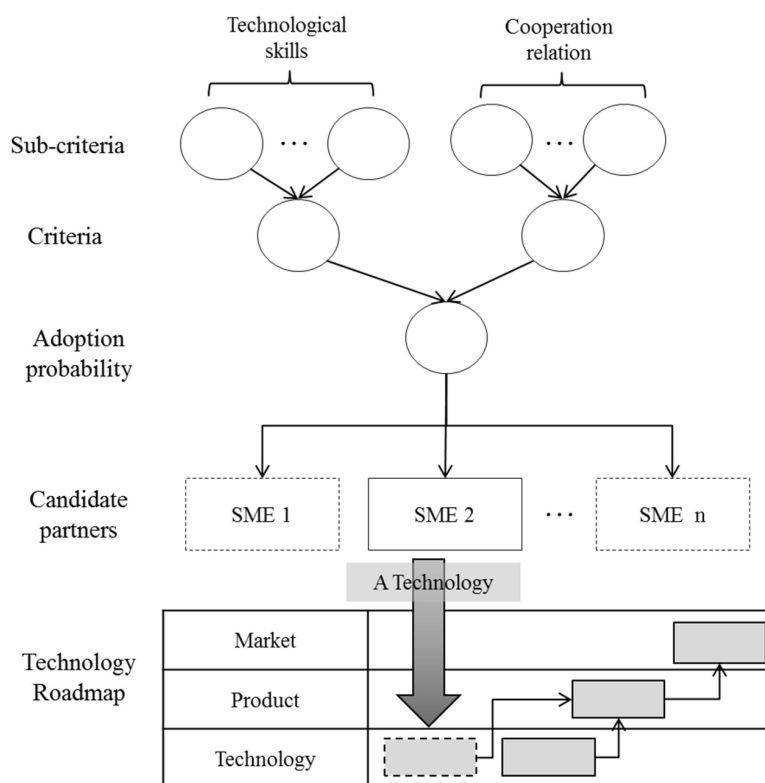 Technological
skills
Cooperation
relation
Sub-criteria
...
...
Criteria
Adoption
probability
Candidate
partners
SME 1
SME 2
...
SME n
A Technology
Technology
Roadmap
Market
Product
Technology